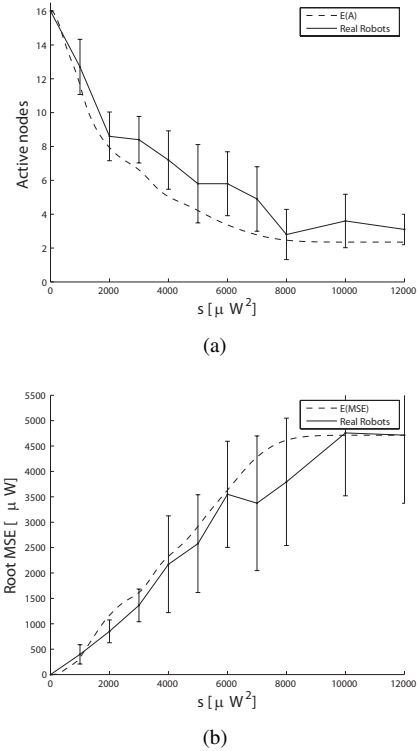 16
14
12
10
8
6
4
2
0
Active nodes
E(A)
Real Robots
0 2000 4000 6000 8000 10000 12000
s [ μ W²]
(a)
5500
5000
4500
4000
3500
3000
2500
2000
1500
1000
500
0
Root MSE [ μ W]
E(MSE)
Real Robots
0 2000 4000 6000 8000 10000 12000
s [ μ W²]
(b)